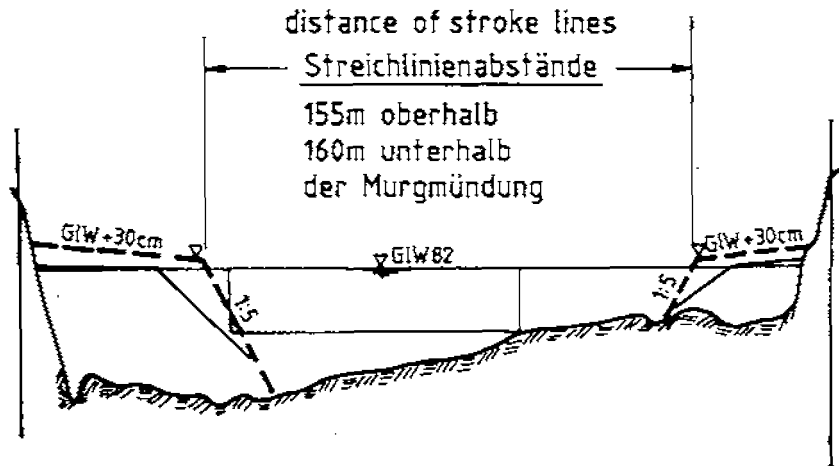 distance of stroke lines
Streichlinienabstände
155m oberhalb
160m unterhalb
der Murgmündung
GlW+30cm
GlW82
GlW+30cm
1:5
1:5